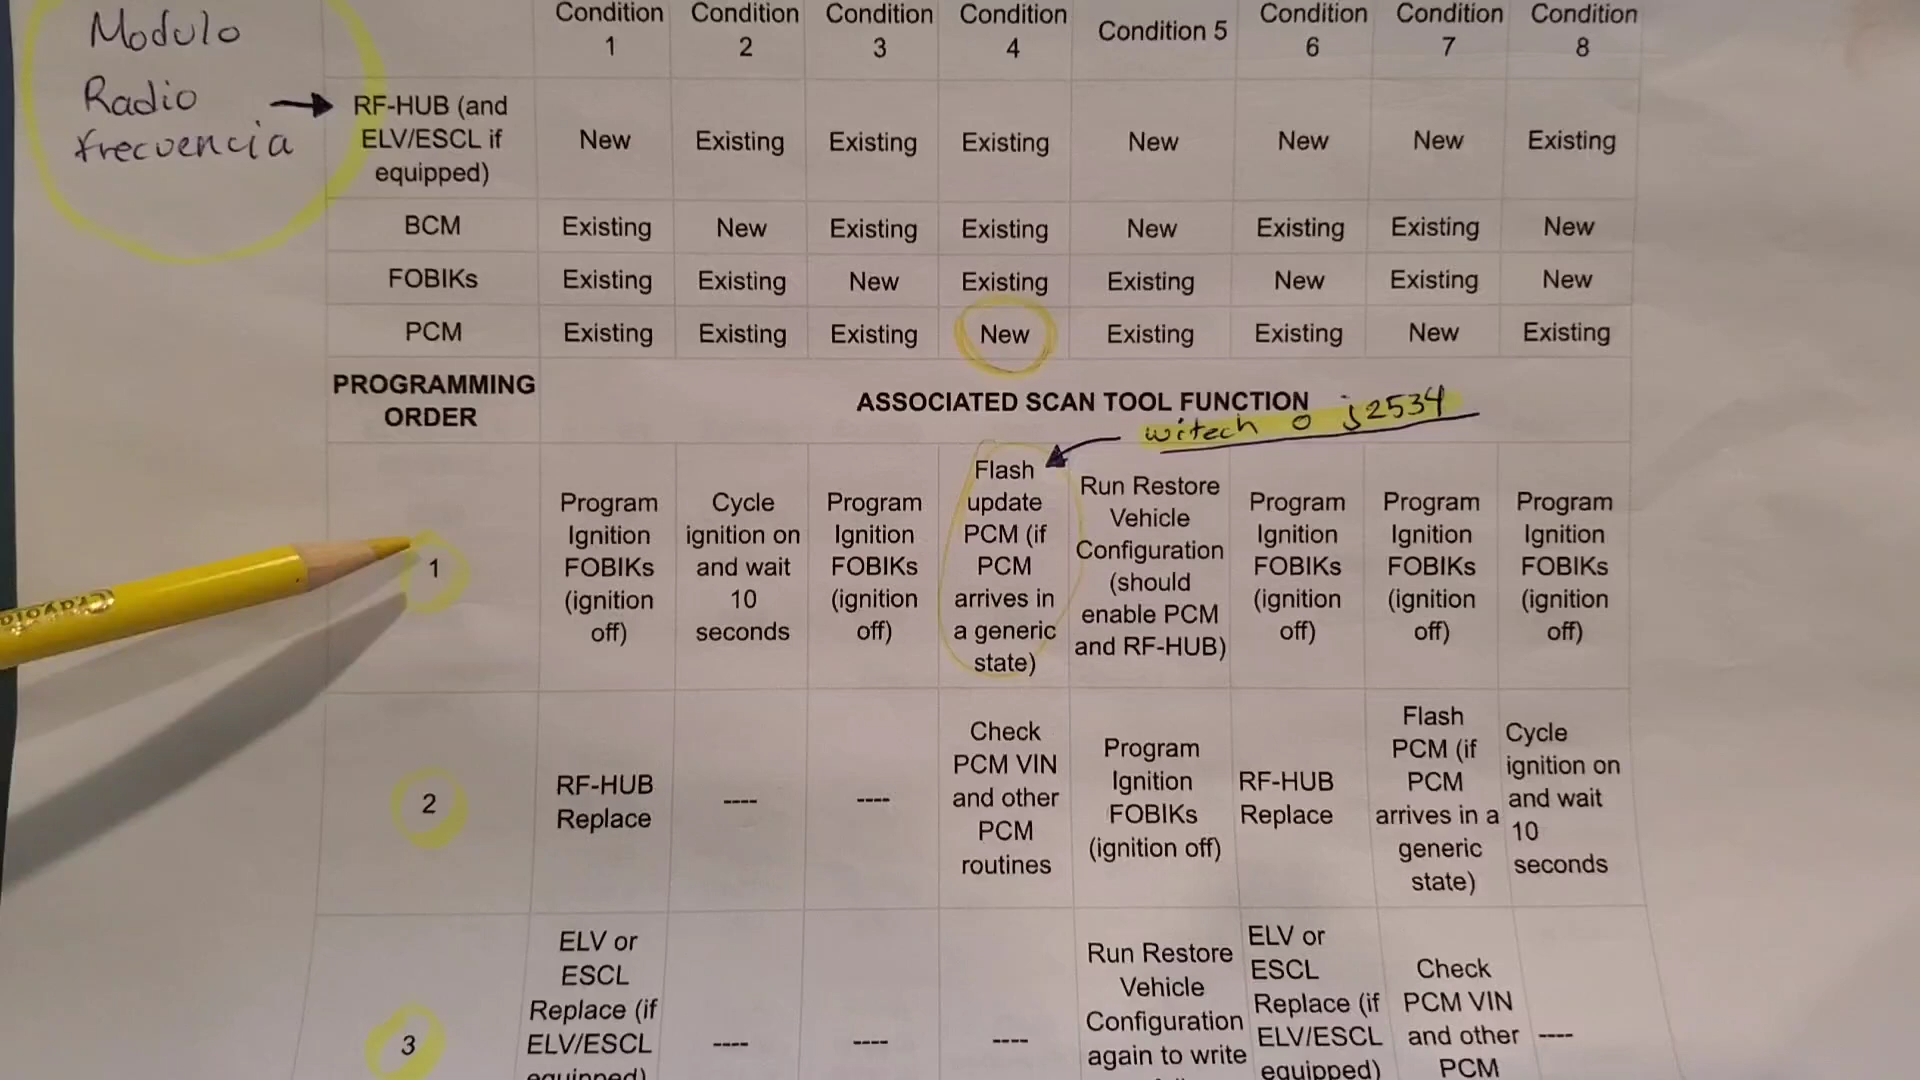 Modulo
Radio
frecuencia
Condition
1
Condition
2
Condition
3
Condition
4
Condition 5
Condition
6
Condition
7
Condition
8
RF-HUB (and
ELV/ESCL if
equipped)
New
Existing
Existing
Existing
New
New
New
Existing
BCM
Existing
New
Existing
Existing
New
Existing
Existing
New
FOBIKs
Existing
Existing
New
Existing
Existing
New
Existing
New
PCM
Existing
Existing
Existing
New
Existing
Existing
New
Existing
PROGRAMMING
ORDER
ASSOCIATED SCAN TOOL FUNCTION
witech o j2534
1
Program
Ignition
FOBIKs
(ignition
off)
Cycle
ignition on
and wait
10
seconds
Program
Ignition
FOBIKs
(ignition
off)
Flash
update
PCM (if
PCM
arrives in
a generic
state)
Run Restore
Vehicle
Configuration
(should
enable PCM
and RF-HUB)
Program
Ignition
FOBIKs
(ignition
off)
Program
Ignition
FOBIKs
(ignition
off)
Program
Ignition
FOBIKs
(ignition
off)
Crayola
2
RF-HUB
Replace
----
----
Check
PCM VIN
and other
PCM
routines
Program
Ignition
FOBIKs
(ignition off)
RF-HUB
Replace
Flash
PCM (if
PCM
arrives in a
generic
state)
Cycle
ignition on
and wait
10
seconds
3
ELV or
ESCL
Replace (if
ELV/ESCL
equipped)
----
----
----
Run Restore
Vehicle
Configuration
again to write
ELV or
ESCL
Replace (if
ELV/ESCL
equipped)
Check
PCM VIN
and other
PCM
----